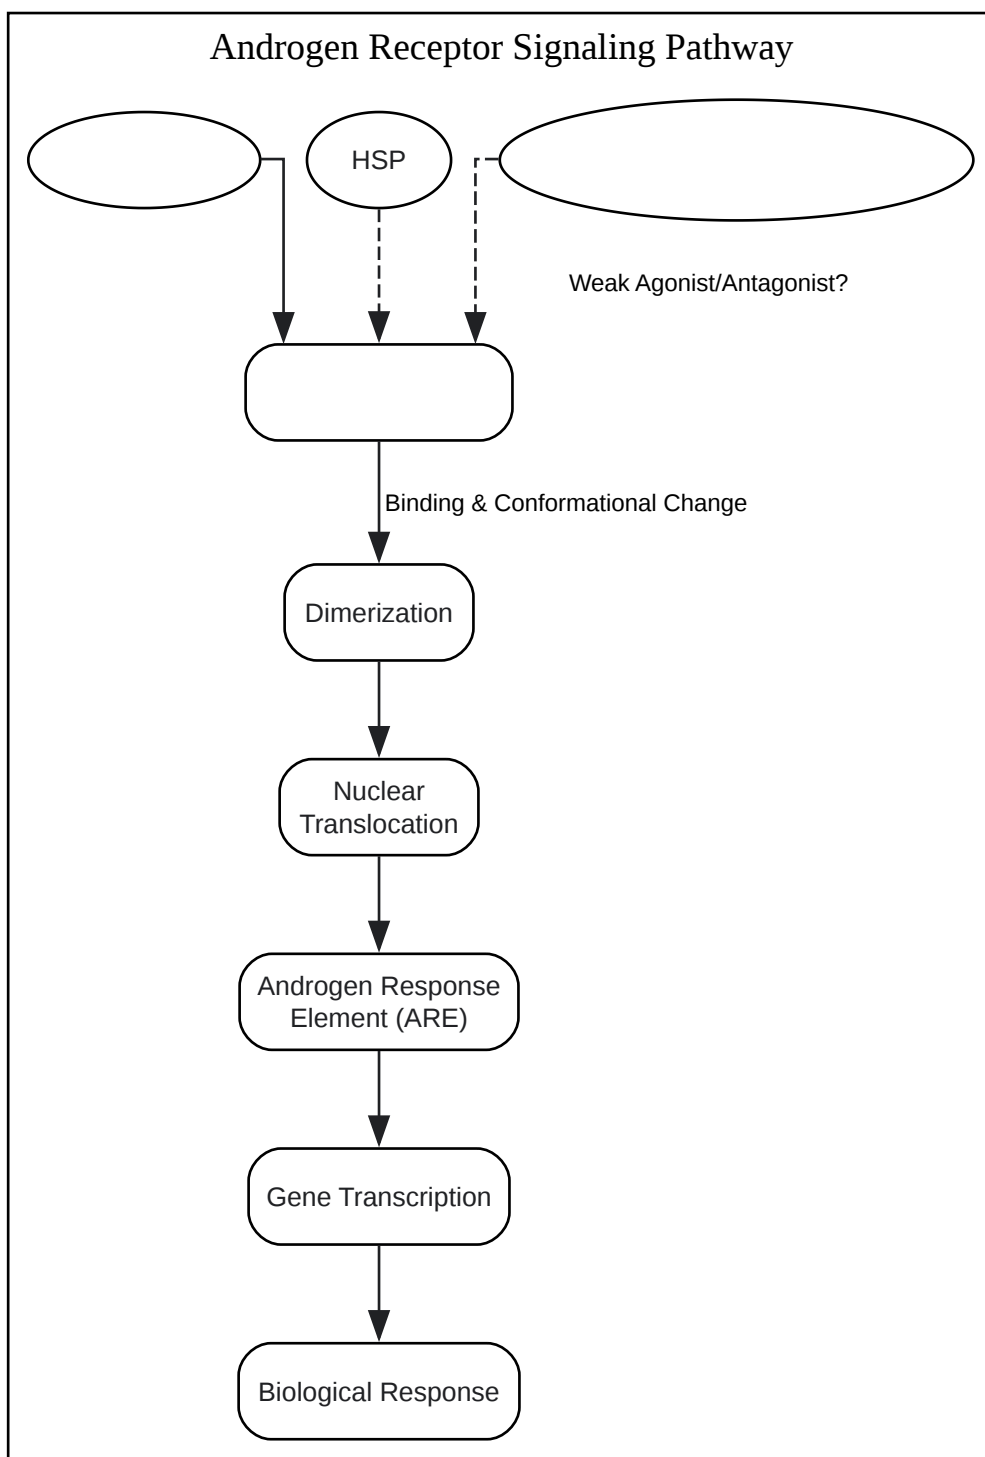 Androgen Receptor Signaling Pathway
HSP
Weak Agonist/Antagonist?
Binding & Conformational Change
Dimerization
Nuclear
Translocation
Androgen Response
Element (ARE)
Gene Transcription
Biological Response